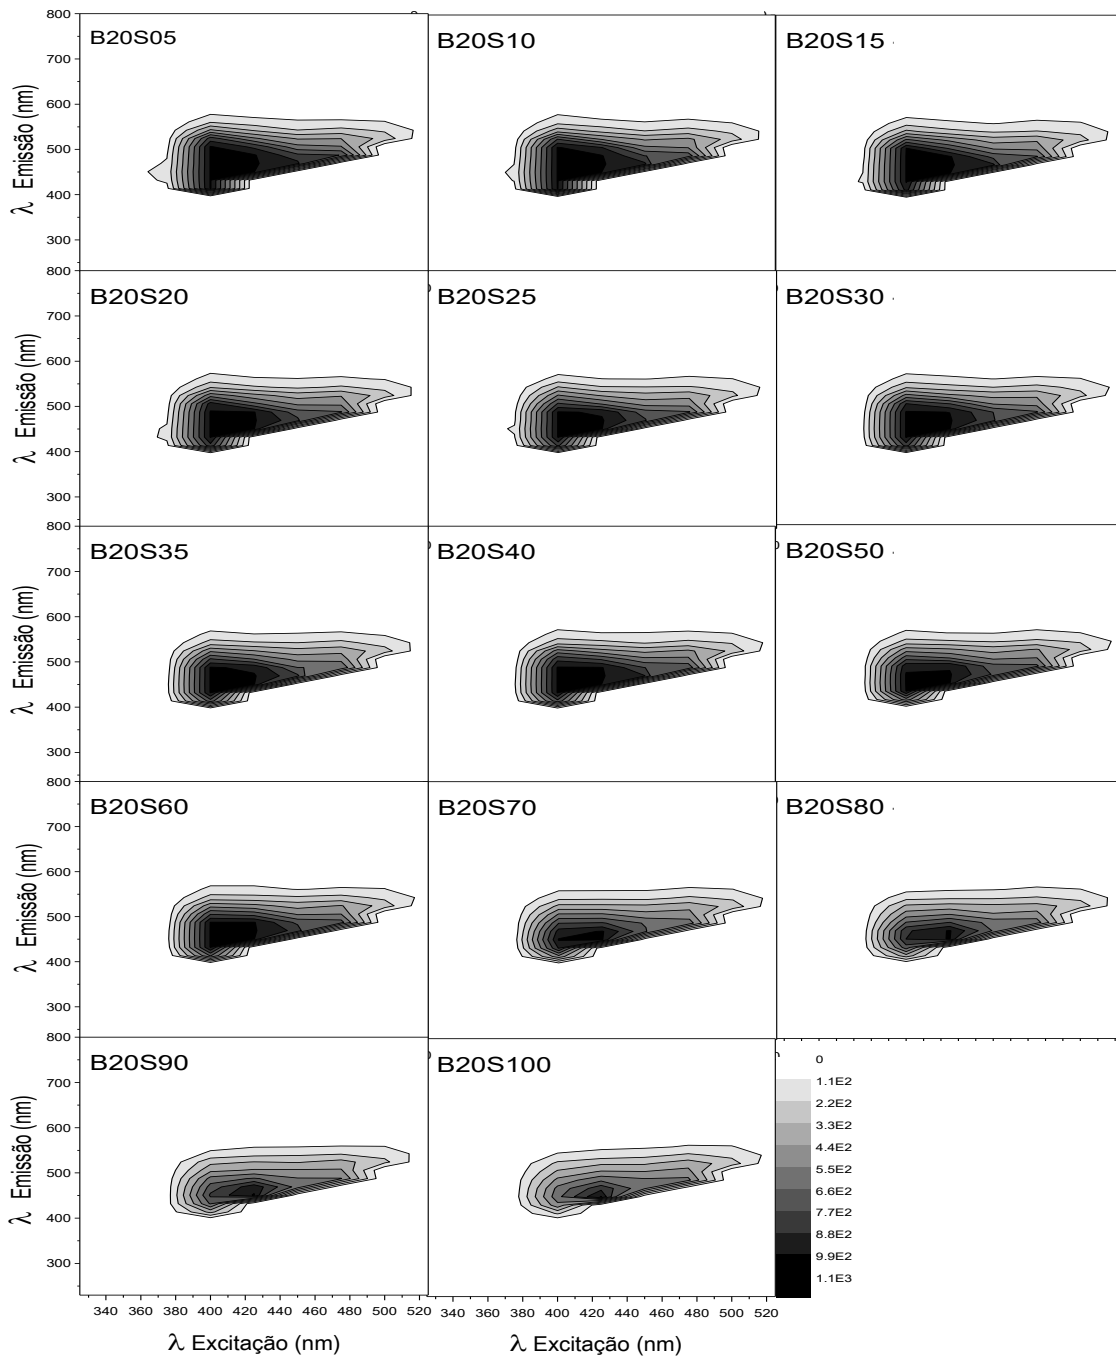 800
700
600
500
400
300
λ Emissão (nm)
B20S05
B20S10
B20S15
800
700
600
500
400
300
λ Emissão (nm)
B20S20
B20S25
B20S30
800
700
600
500
400
300
λ Emissão (nm)
B20S35
B20S40
B20S50
800
700
600
500
400
300
λ Emissão (nm)
B20S60
B20S70
B20S80
800
700
600
500
400
300
λ Emissão (nm)
B20S90
B20S100
0
1.1E2
2.2E2
3.3E2
4.4E2
5.5E2
6.6E2
7.7E2
8.8E2
9.9E2
1.1E3
340 360 380 400 420 440 460 480 500 520
340 360 380 400 420 440 460 480 500 520
λ Excitação (nm)
λ Excitação (nm)